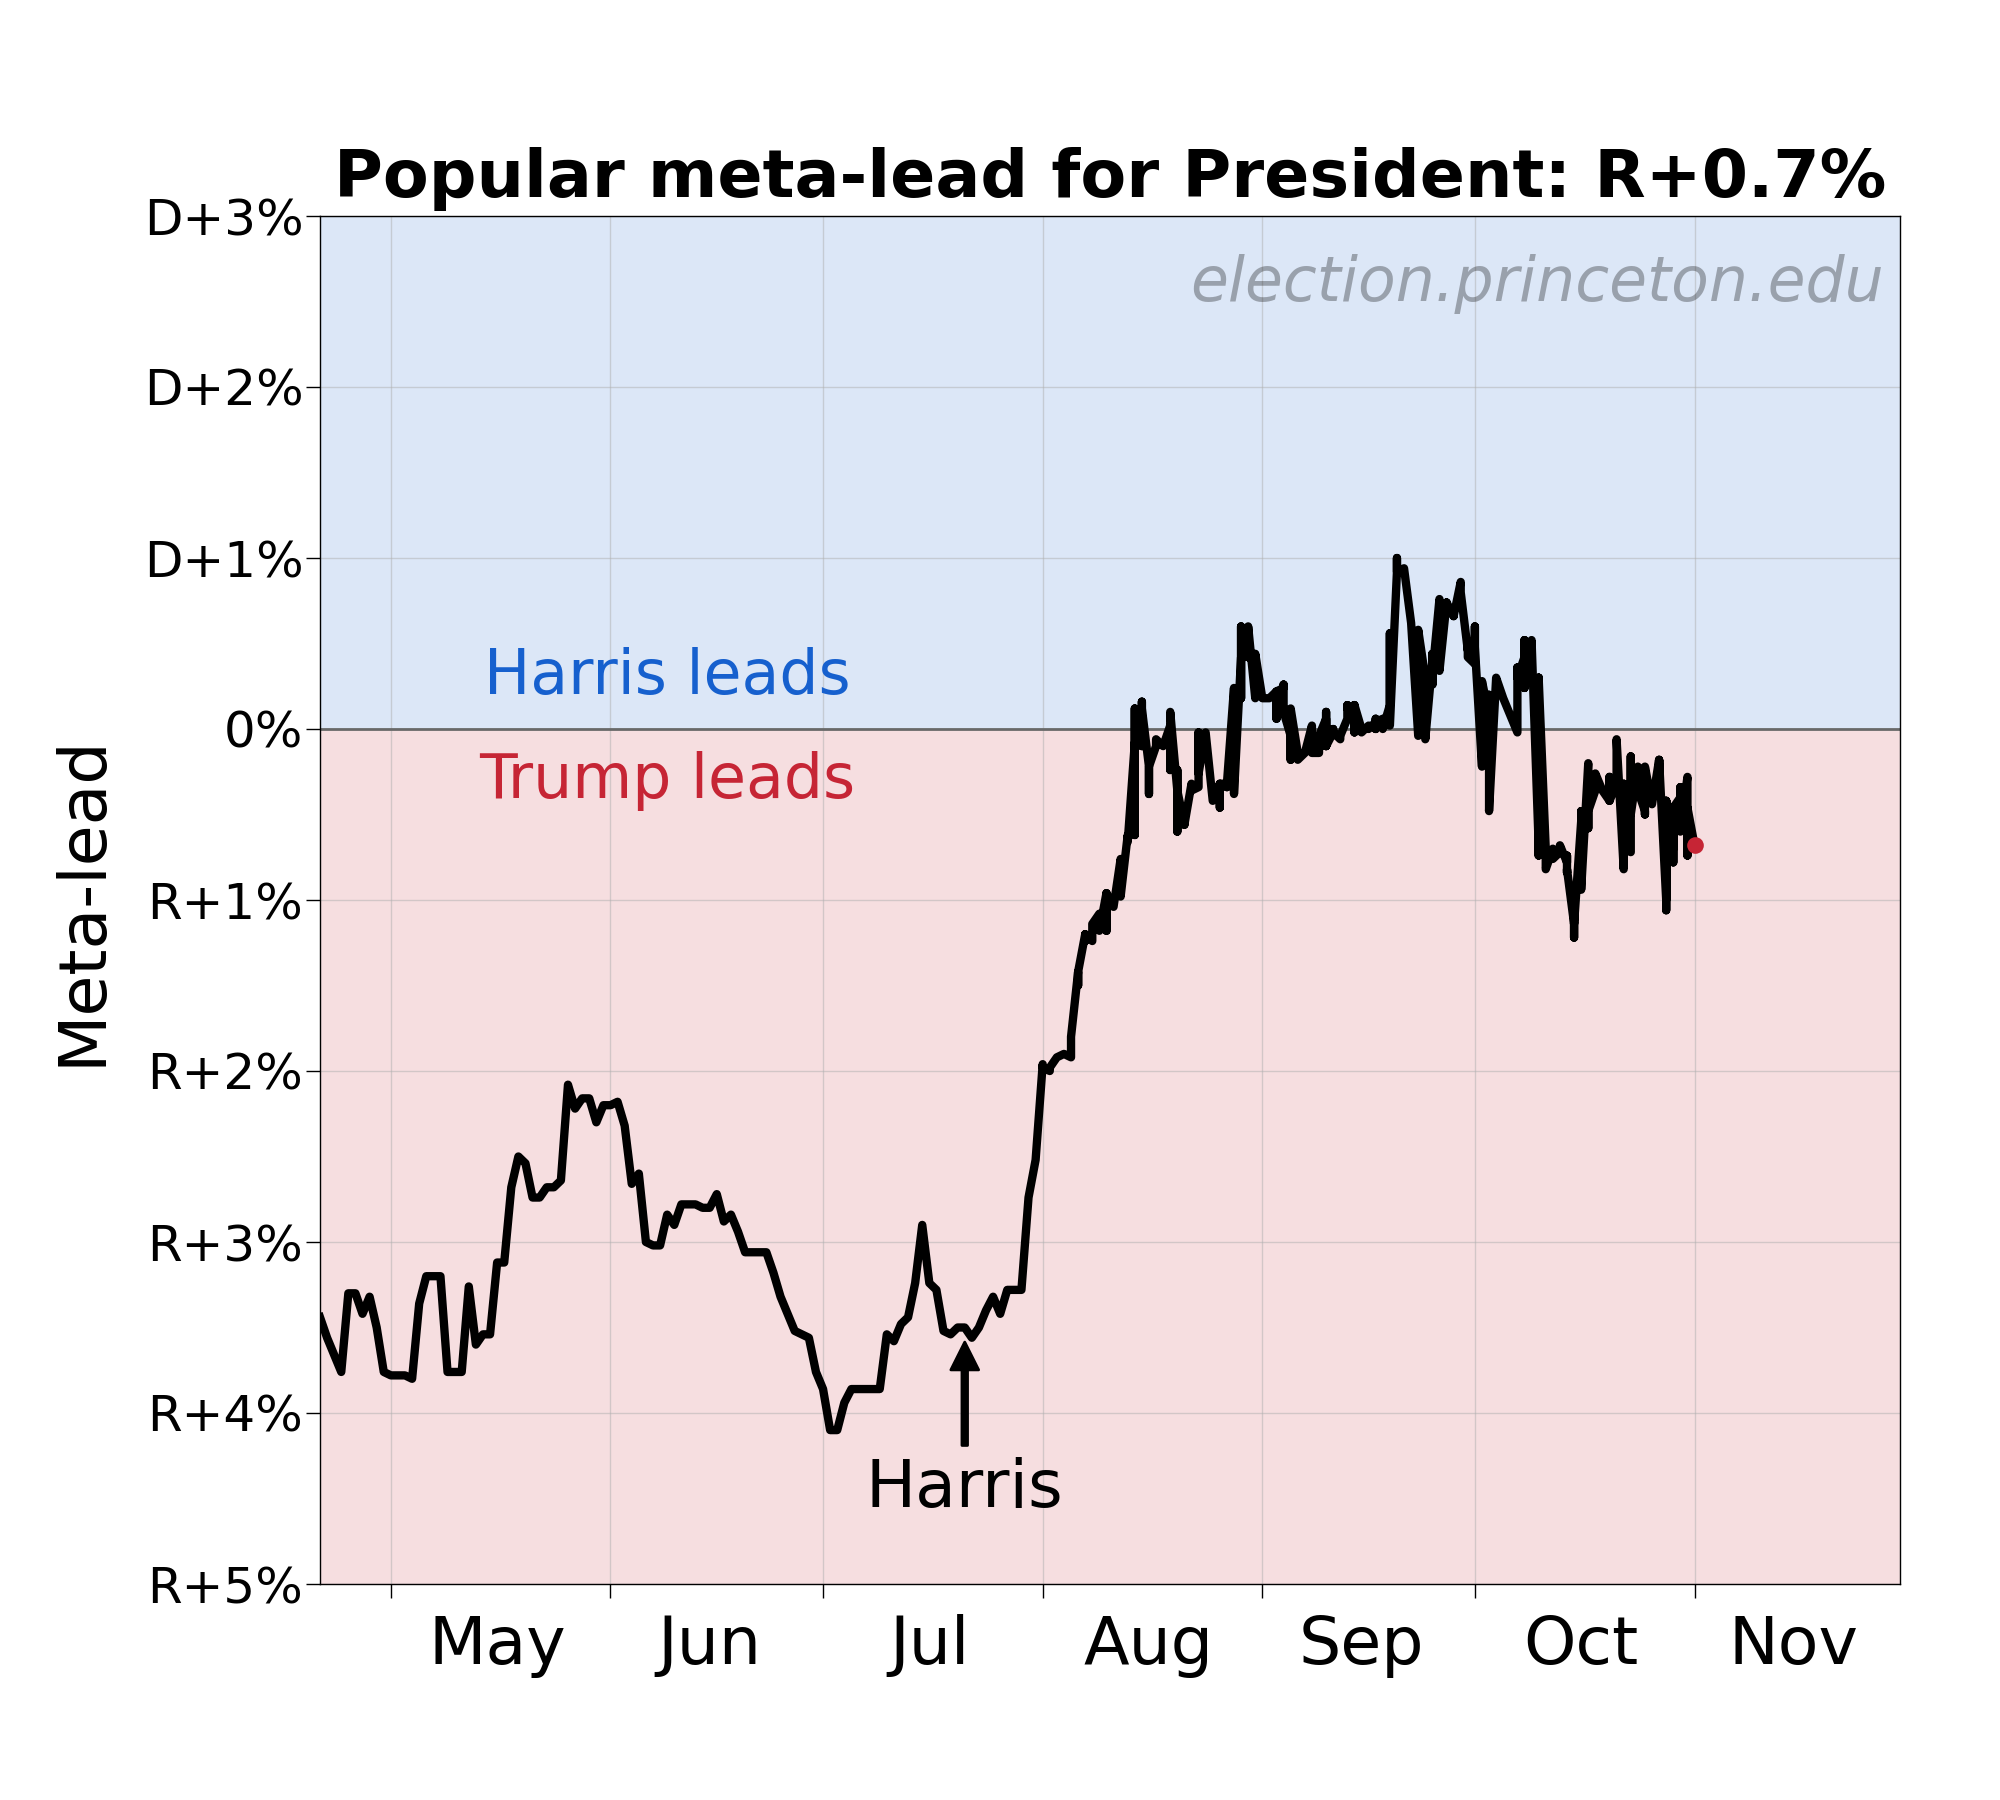 Popular meta-lead for President: R+0.7%
D+3%
election.princeton.edu
D+2%
D+1%
Harris leads
0%
Trump leads
Meta-lead
R+1%
R+2%
R+3%
R+4%
Harris
R+5%
May Jun Jul Aug Sep Oct Nov